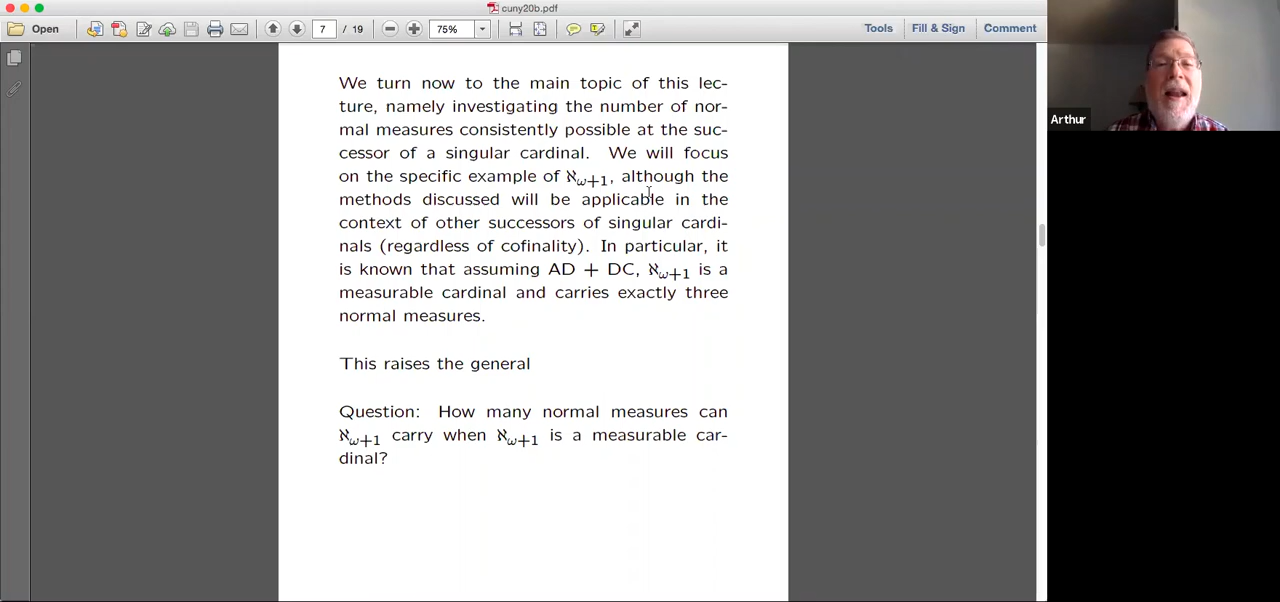 cuny20b.pdf
Open
7 / 19
75%
Tools
Fill & Sign
Comment
We turn now to the main topic of this lec-
ture, namely investigating the number of nor-
mal measures consistently possible at the suc-
cessor of a singular cardinal. We will focus
on the specific example of ℵω+1, although the
methods discussed will be applicable in the
context of other successors of singular cardi-
nals (regardless of cofinality). In particular, it
is known that assuming AD + DC, ℵω+1 is a
measurable cardinal and carries exactly three
normal measures.
This raises the general
Question: How many normal measures can
ℵω+1 carry when ℵω+1 is a measurable car-
dinal?
Arthur